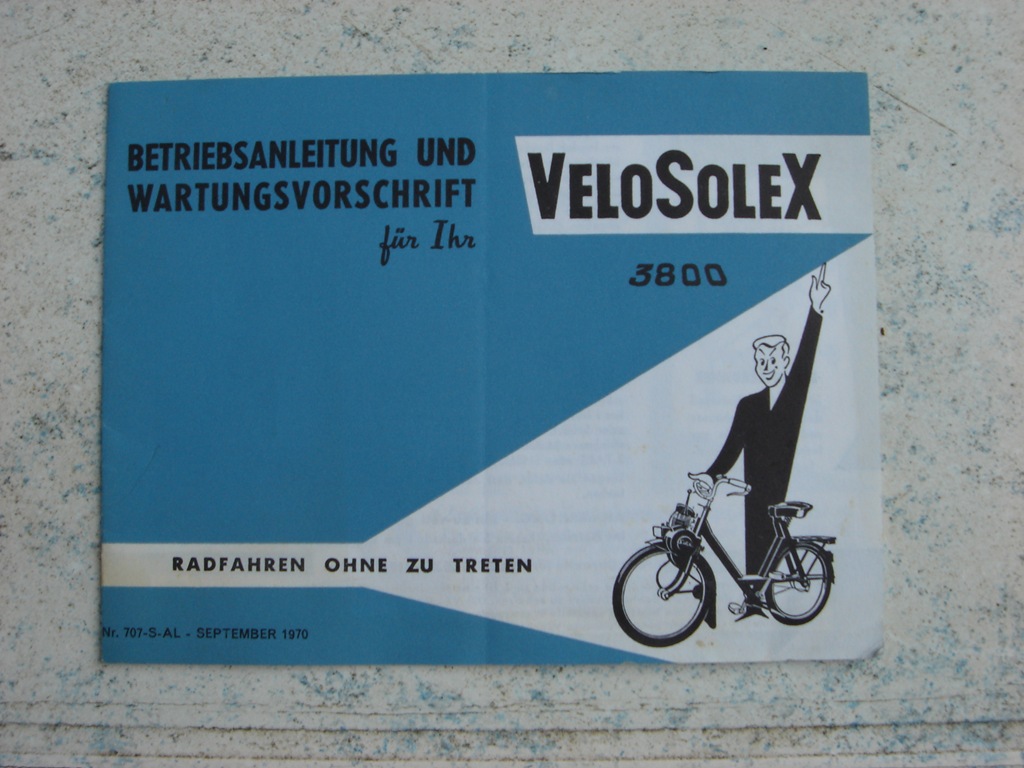 BETRIEBSANLEITUNG UND
WARTUNGSVORSCHRIFT
für Ihr
VELOSOLEX
3800
RADFAHREN OHNE ZU TRETEN
Nr. 707-S-AL - SEPTEMBER 1970